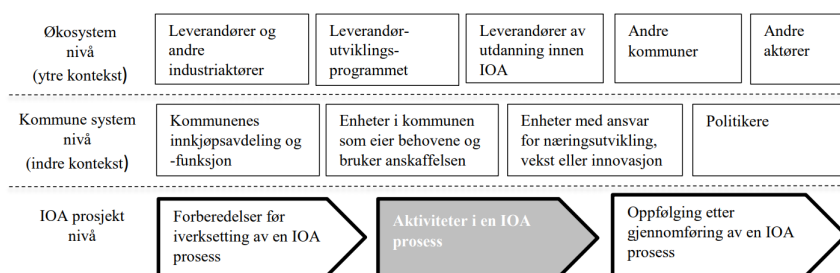 Økosystem
nivå
(ytre kontekst)
Leverandører og
andre
industriaktører
Leverandør-
utviklings-
programmet
Leverandører av
utdanning innen
IOA
Andre
kommuner
Andre
aktører
Kommune system
nivå
(indre kontekst)
Kommunenes
innkjøpsavdeling og
-funksjon
Enheter i kommunen
som eier behovene og
bruker anskaffelsen
Enheter med ansvar
for næringsutvikling,
vekst eller innovasjon
Politikere
IOA prosjekt
nivå
Forberedelser før
iverksetting av en IOA
prosess
Aktiviteter i en IOA
prosess
Oppfølging etter
gjennomføring av en IOA
prosess